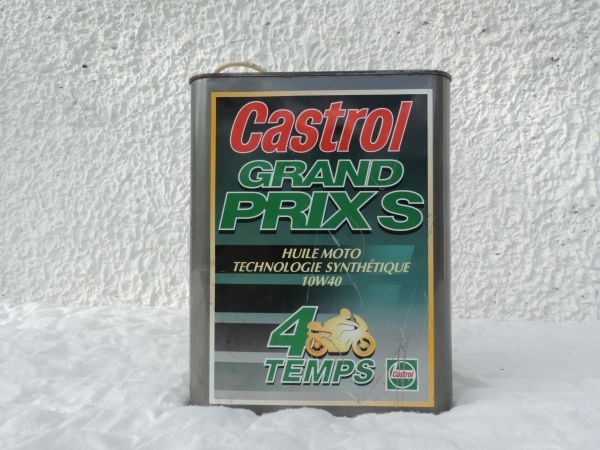 Castrol
GRAND
PRIX S
HUILE MOTO
TECHNOLOGIE SYNTHÉTIQUE
10W40
4
TEMPS
Castrol